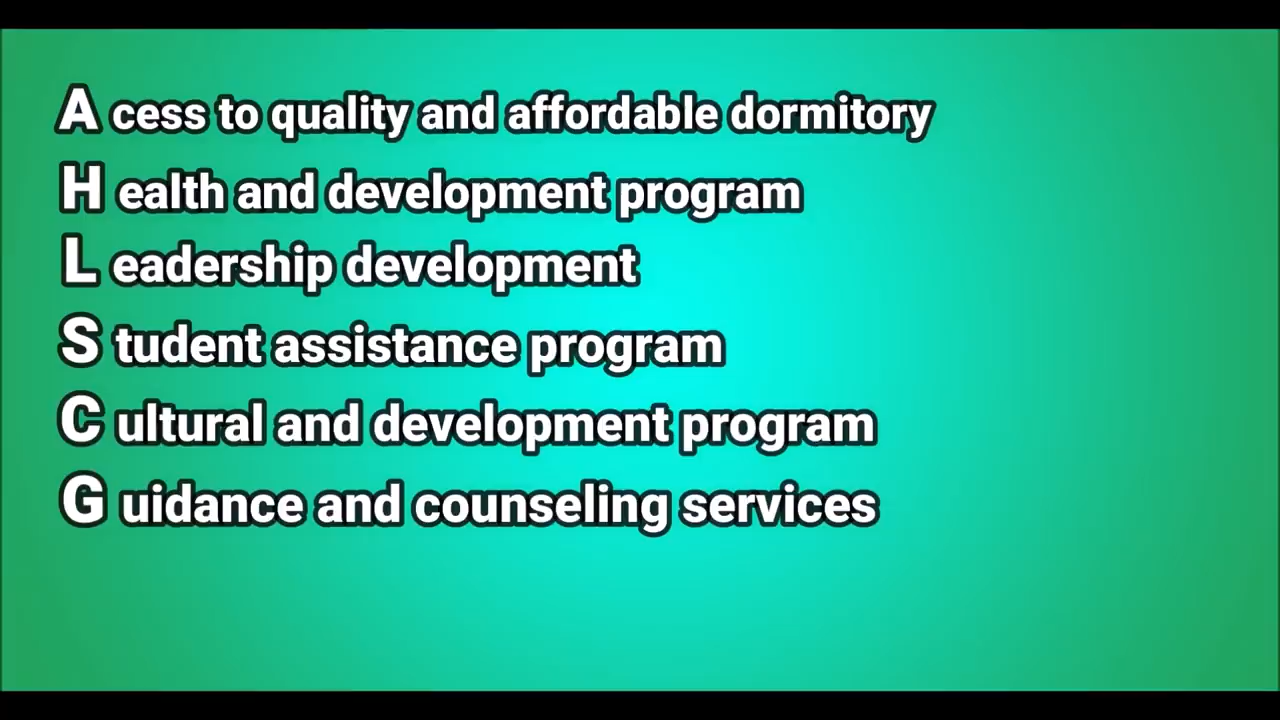 A cess to quality and affordable dormitory
H ealth and development program
L eadership development
S tudent assistance program
C ultural and development program
G uidance and counseling services